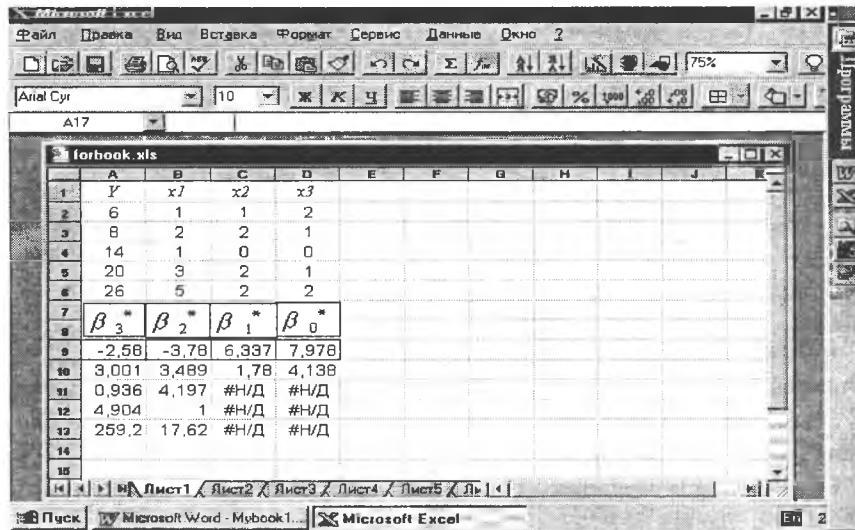 Microsoft Excel
Файл Правка Вид Вставка Формат Сервис Данные Окно ?
75%
Arial Cyr 10 Ж К Ч % 1,000
A17
Программы
forbook.xls
A B C D E F G H I J K
1 Y x1 x2 x3
2 6 1 1 2
3 8 2 2 1
4 14 1 0 0
5 20 3 2 1
6 26 5 2 2
7
8 β3* β2* β1* β0*
9 -2,58 -3,78 6,337 7,978
10 3,001 3,489 1,78 4,138
11 0,936 4,197 #Н/Д #Н/Д
12 4,904 1 #Н/Д #Н/Д
13 259,2 17,62 #Н/Д #Н/Д
14
15
Лист1 Лист2 Лист3 Лист4 Лист5
Пуск Microsoft Word - Mybook1... Microsoft Excel En 2